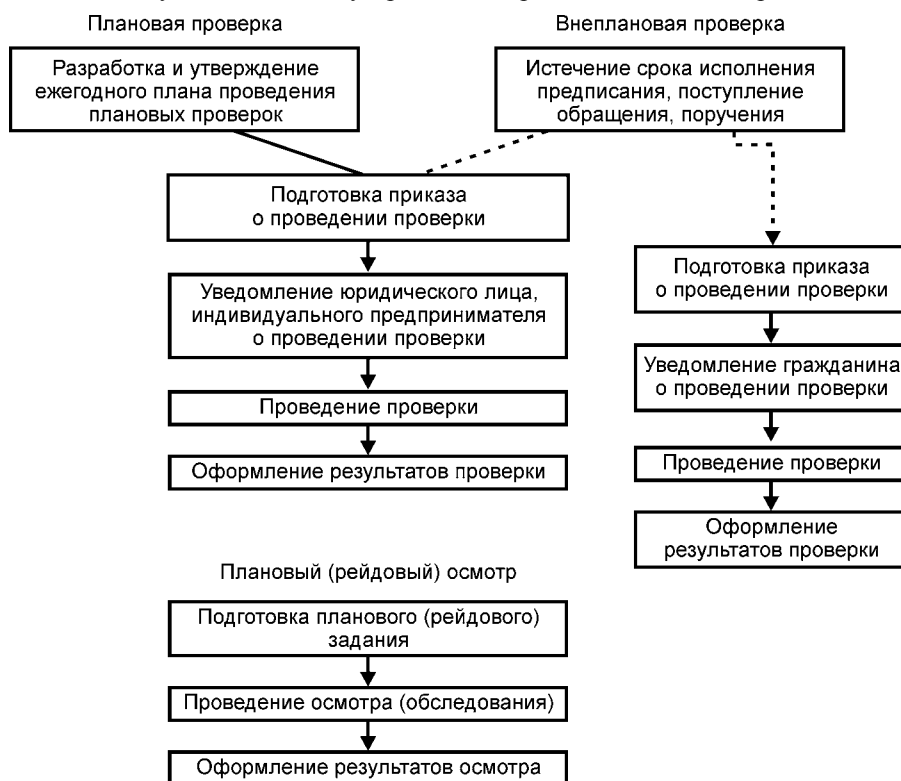 Плановая проверка
Внеплановая проверка
Разработка и утверждение
ежегодного плана проведения
плановых проверок
Истечение срока исполнения
предписания, поступление
обращения, поручения
Подготовка приказа
о проведении проверки
Уведомление юридического лица,
индивидуального предпринимателя
о проведении проверки
Проведение проверки
Оформление результатов проверки
Подготовка приказа
о проведении проверки
Уведомление гражданина
о проведении проверки
Проведение проверки
Оформление
результатов проверки
Плановый (рейдовый) осмотр
Подготовка планового (рейдового)
задания
Проведение осмотра (обследования)
Оформление результатов осмотра